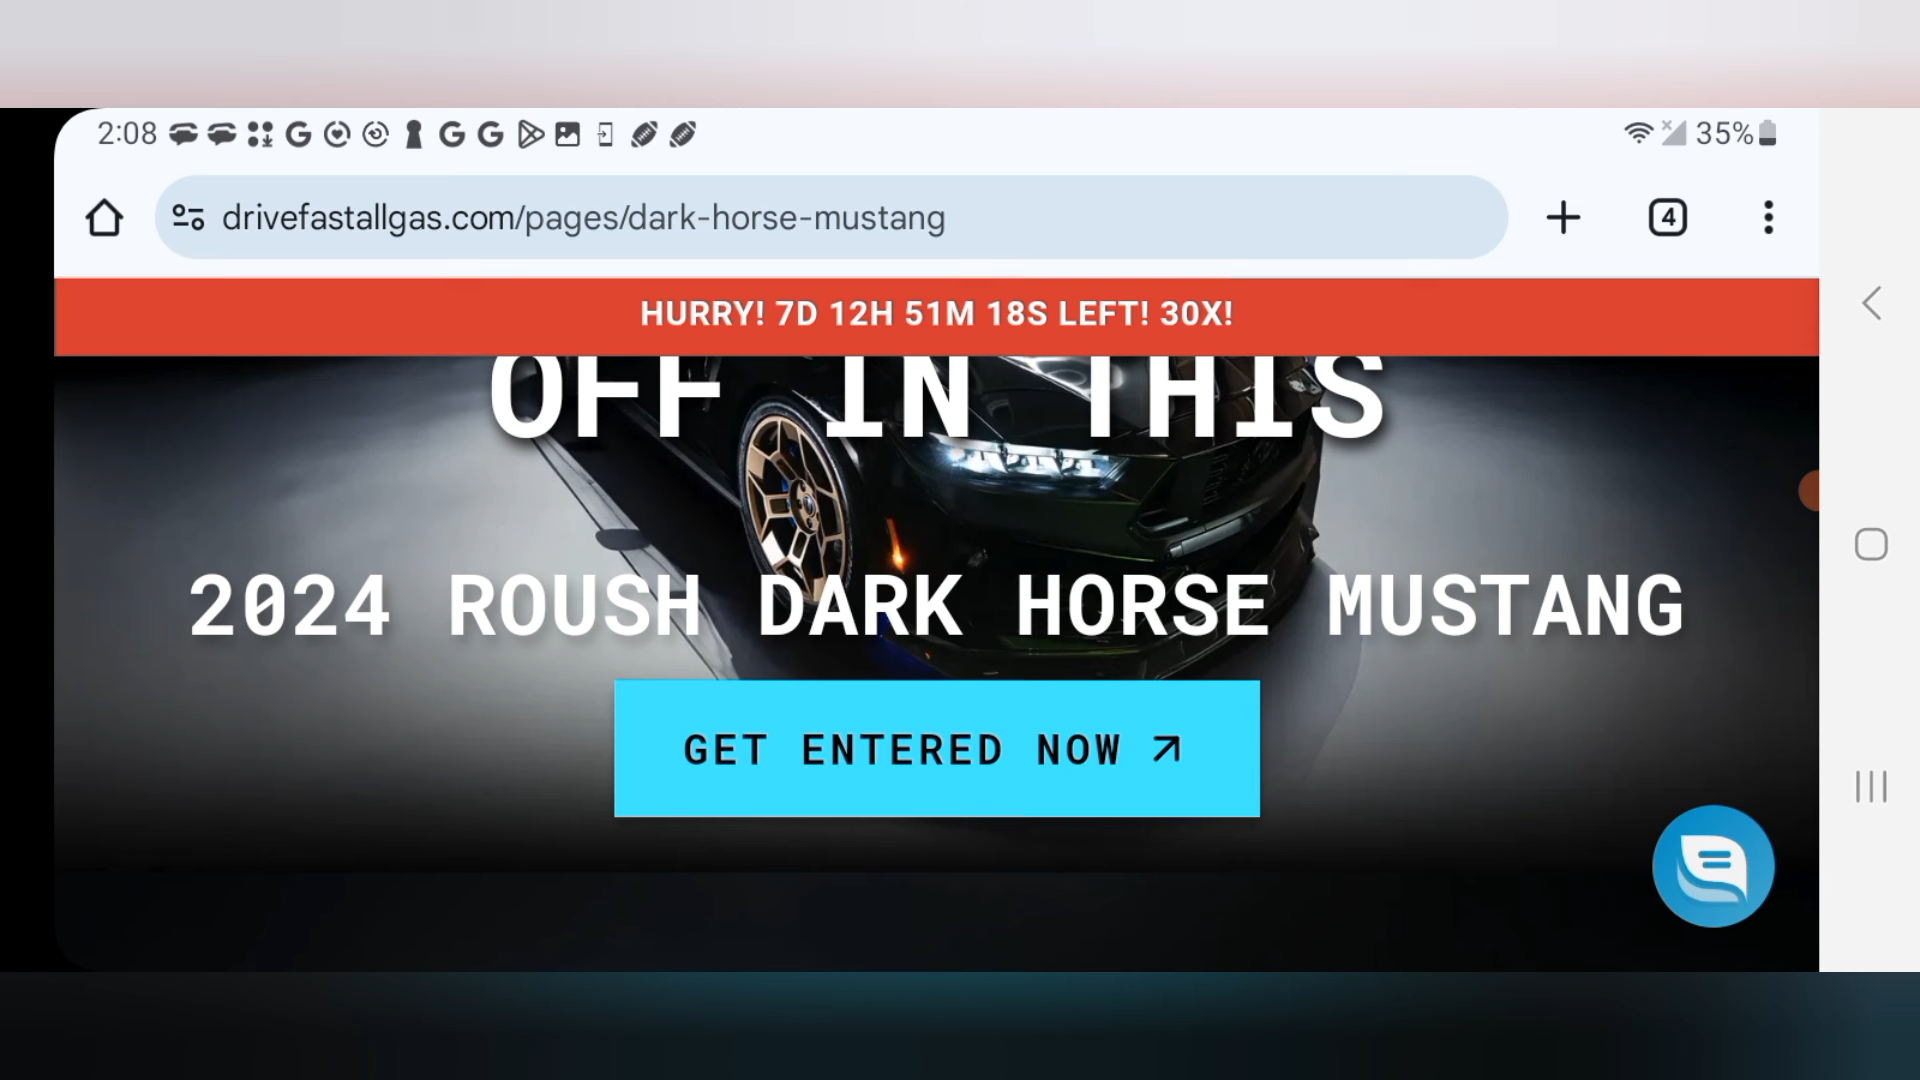 2:08
35%
drivefastallgas.com/pages/dark-horse-mustang
4
HURRY! 7D 12H 51M 18S LEFT! 30X!
OFF IN THIS
2024 ROUSH DARK HORSE MUSTANG
GET ENTERED NOW